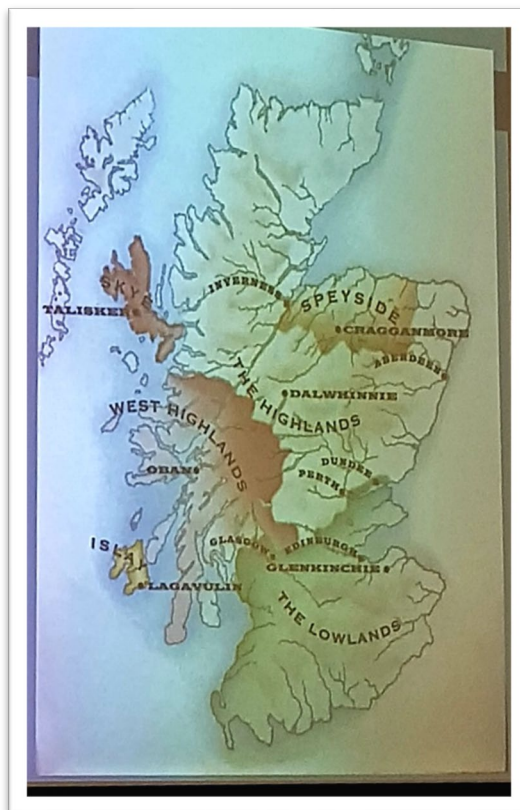 SKYE
TALISKER
INVERNESS
SPEYSIDE
CRAGGANMORE
ABERDEEN
THE HIGHLANDS
DALWHINNIE
WEST HIGHLANDS
OBAN
DUNDEE
PERTH
ISLAY
LAGAVULIN
GLASGOW
EDINBURGH
GLENKINCHIE
THE LOWLANDS